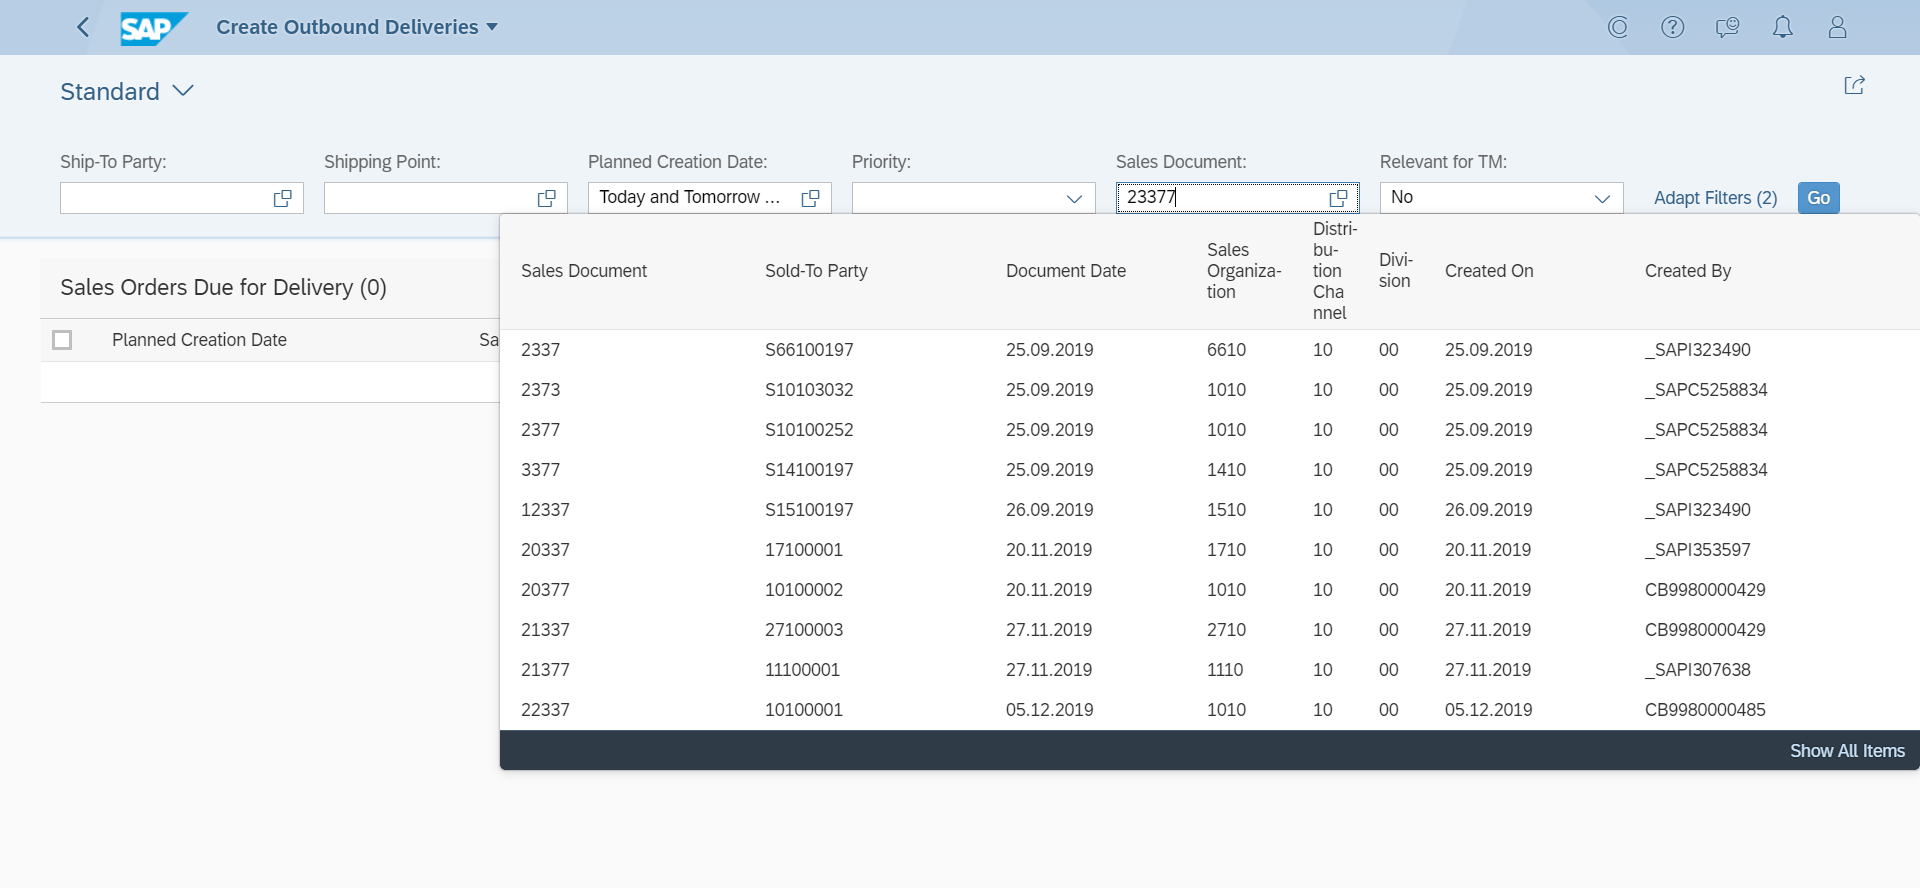 SAP Create Outbound Deliveries
Standard
Ship-To Party: Shipping Point: Planned Creation Date: Priority: Sales Document: Relevant for TM:
Today and Tomorrow ... 23377 No Adapt Filters (2) Go
Sales Orders Due for Delivery (0)
Planned Creation Date Sa
Sales Document Sold-To Party Document Date Sales Organiza-tion Distri-bu-tion Cha nnel Divi-sion Created On Created By
2337 S66100197 25.09.2019 6610 10 00 25.09.2019 _SAPI323490
2373 S10103032 25.09.2019 1010 10 00 25.09.2019 _SAPC5258834
2377 S10100252 25.09.2019 1010 10 00 25.09.2019 _SAPC5258834
3377 S14100197 25.09.2019 1410 10 00 25.09.2019 _SAPC5258834
12337 S15100197 26.09.2019 1510 10 00 26.09.2019 _SAPI323490
20337 17100001 20.11.2019 1710 10 00 20.11.2019 _SAPI353597
20377 10100002 20.11.2019 1010 10 00 20.11.2019 CB9980000429
21337 27100003 27.11.2019 2710 10 00 27.11.2019 CB9980000429
21377 11100001 27.11.2019 1110 10 00 27.11.2019 _SAPI307638
22337 10100001 05.12.2019 1010 10 00 05.12.2019 CB9980000485
Show All Items